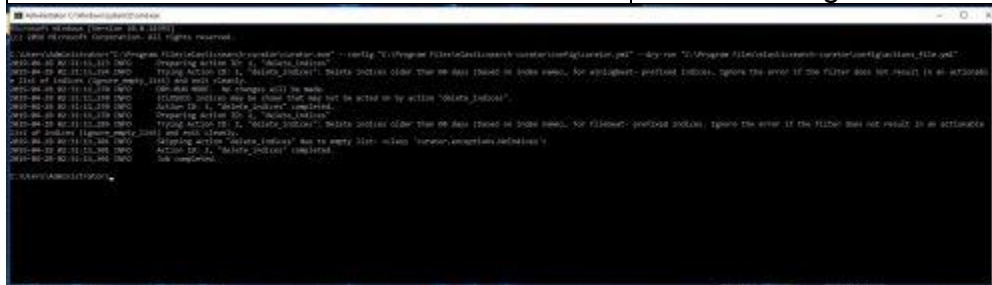 Administrator: C:\Windows\system32\cmd.exe
Microsoft Windows [Version
(c) 2018 Microsoft Corporation. All rights reserved.
C:\Users\Administrator>"C:\Program Files\elasticsearch-curator\curator.exe" --config "C:\Program Files\elasticsearch-curator\config\curator.yml" --dry-run "C:\Program Files\elasticsearch-curator\config\actions_file.yml"
INFO Preparing Action ID: 1, "delete_indices"
INFO Trying Action ID: 1, "delete_indices": Delete indices older than days (based on index name), for winlogbeat- prefixed indices. Ignore the error if the filter does not result in an actionabl
e list of indices (ignore_empty_list) and exit cleanly.
INFO DRY-RUN MODE. No changes will be made.
INFO (CLOSED) indices may be shown that may not be acted on by action "delete_indices".
INFO Action ID: 1, "delete_indices" completed.
INFO Preparing Action ID: 2, "delete_indices"
INFO Trying Action ID: 2, "delete_indices": Delete indices older than days (based on index name), for filebeat- prefixed indices. Ignore the error if the filter does not result in an actionable
list of indices (ignore_empty_list) and exit cleanly.
INFO Skipping action "delete_indices" due to empty list: <class 'curator.exceptions.NoIndices'>
INFO Action ID: 2, "delete_indices" completed.
INFO Job completed.
C:\Users\Administrator>